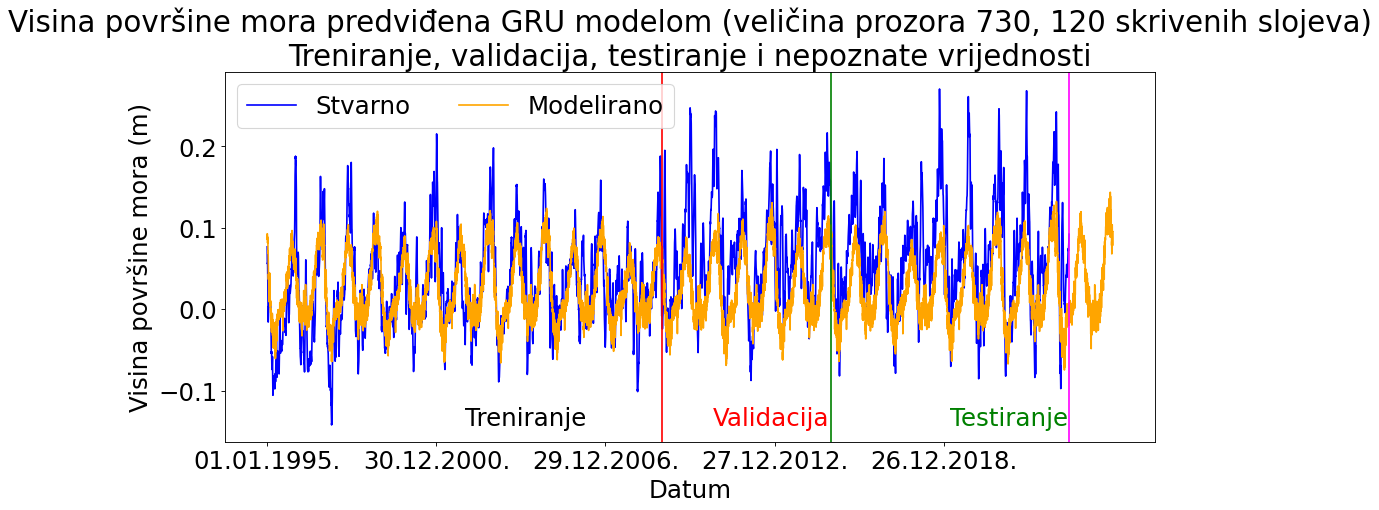 Visina površine mora predviđena GRU modelom (veličina prozora 730, 120 skrivenih slojeva)
Treniranje, validacija, testiranje i nepoznate vrijednosti
Stvarno Modelirano
Visina površine mora (m)
0.2
0.1
0.0
−0.1
Treniranje Validacija Testiranje
01.01.1995. 30.12.2000. 29.12.2006. 27.12.2012. 26.12.2018.
Datum